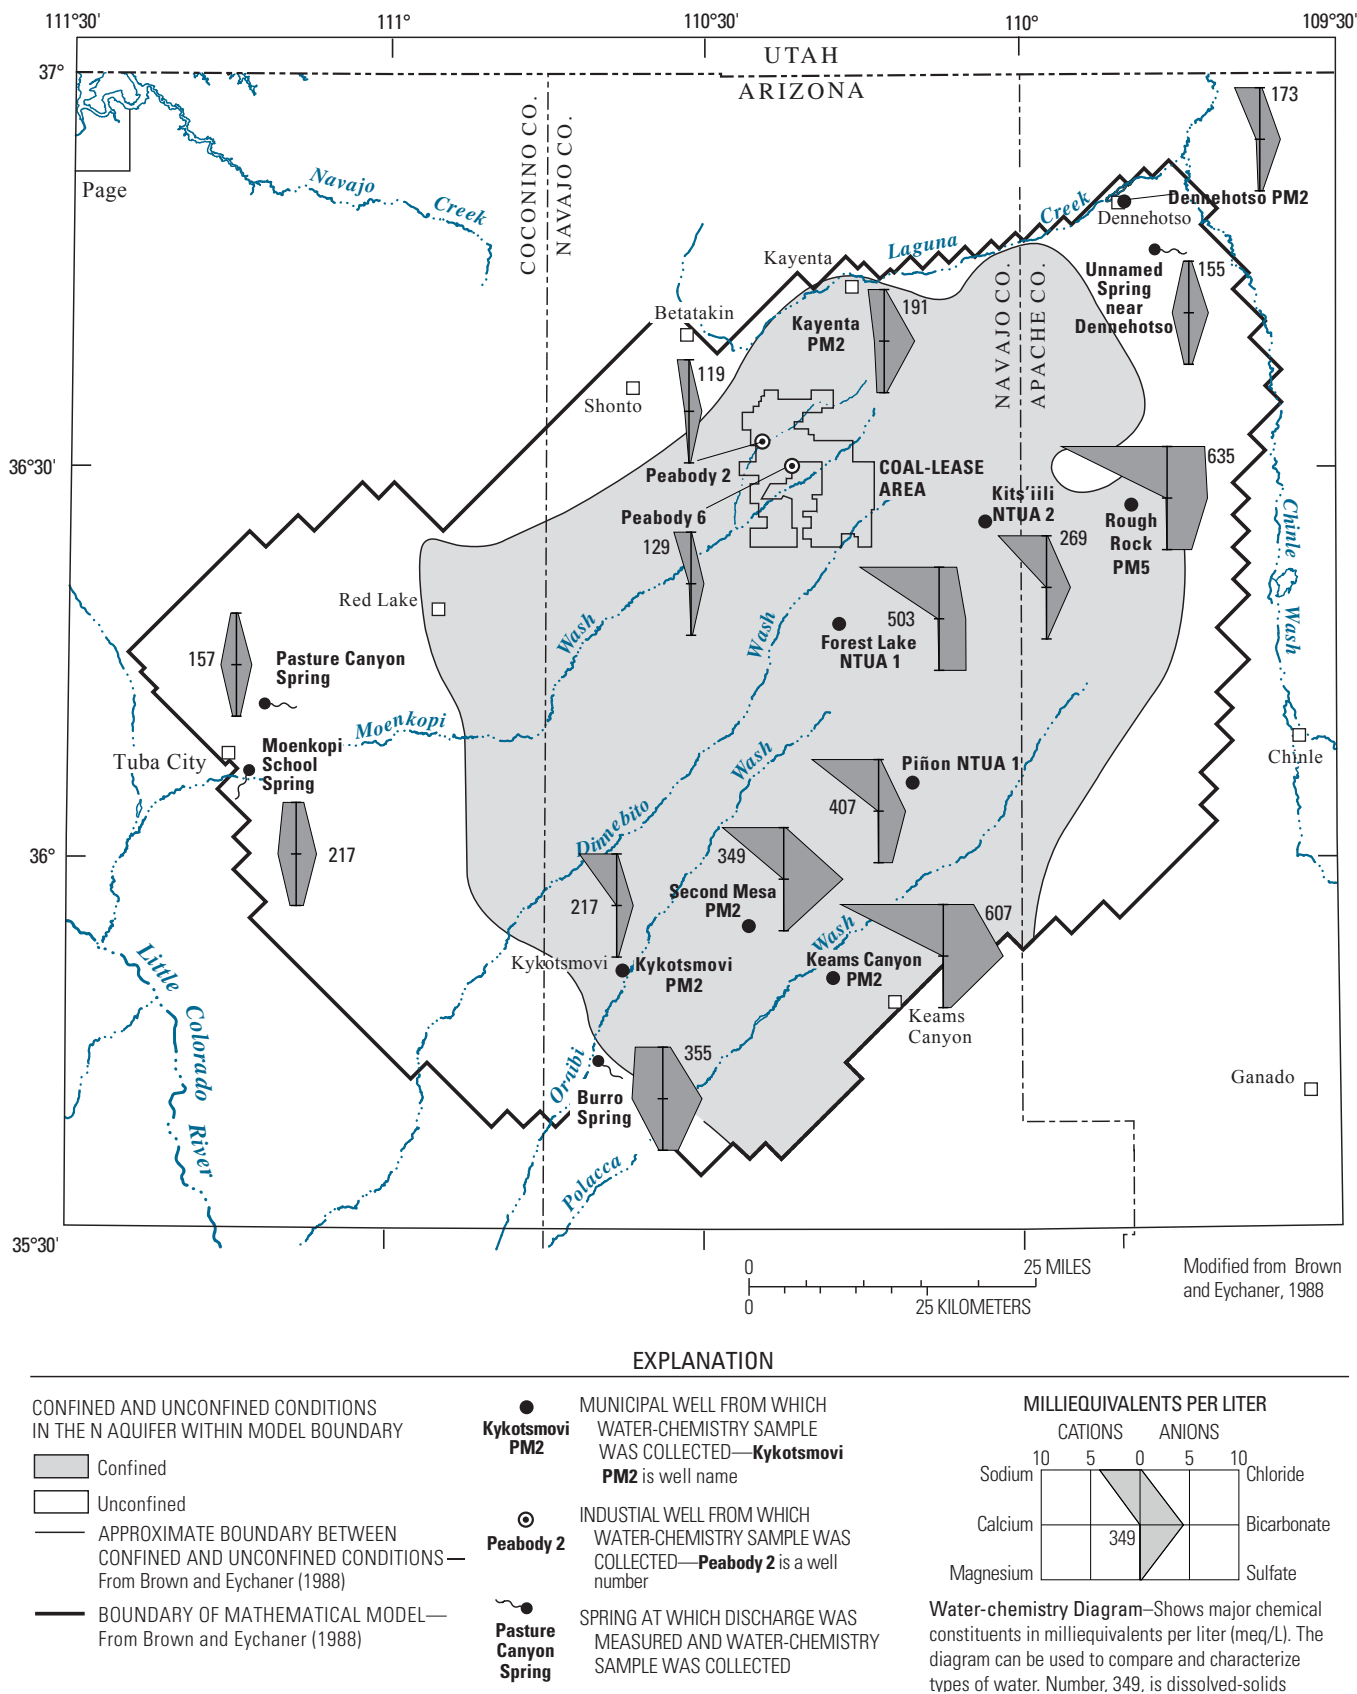 111°30'
111°
110°30'
110°
109°30'
37°
UTAH
ARIZONA
173
COCONINO CO.
NAVAJO CO.
Page
Navajo
Creek
Creek
Dennehotso PM2
Dennehotso
Laguna
Kayenta
Unnamed
Spring
near
Dennehotso
155
NAVAJO CO.
APACHE CO.
191
Kayenta
PM2
Betatakin
119
Shonto
36°30'
Peabody 2
COAL-LEASE
AREA
635
Kits'iili
NTUA 2
Rough
Rock
PM5
Peabody 6
129
269
Chinle
Wash
Red Lake
Wash
Wash
503
Forest Lake
NTUA 1
157
Pasture Canyon
Spring
Moenkopi
Wash
Tuba City
Moenkopi
School
Spring
Piñon NTUA 1
Chinle
407
Dinnebito
36°
217
349
217
Second Mesa
PM2
607
Wash
Kykotsmovi
Kykotsmovi
PM2
Keams Canyon
PM2
Keams
Canyon
Little
Colorado
River
Oraibi
355
Burro
Spring
Ganado
Polacca
35°30'
0
25 MILES
0
25 KILOMETERS
Modified from Brown
and Eychaner, 1988
EXPLANATION
CONFINED AND UNCONFINED CONDITIONS
IN THE N AQUIFER WITHIN MODEL BOUNDARY
Confined
Unconfined
APPROXIMATE BOUNDARY BETWEEN
CONFINED AND UNCONFINED CONDITIONS—
From Brown and Eychaner (1988)
BOUNDARY OF MATHEMATICAL MODEL—
From Brown and Eychaner (1988)
Kykotsmovi
PM2
MUNICIPAL WELL FROM WHICH
WATER-CHEMISTRY SAMPLE
WAS COLLECTED—Kykotsmovi
PM2 is well name
Peabody 2
INDUSTIAL WELL FROM WHICH
WATER-CHEMISTRY SAMPLE WAS
COLLECTED—Peabody 2 is a well
number
Pasture
Canyon
Spring
SPRING AT WHICH DISCHARGE WAS
MEASURED AND WATER-CHEMISTRY
SAMPLE WAS COLLECTED
MILLIEQUIVALENTS PER LITER
CATIONS ANIONS
10 5 0 5 10
Sodium Chloride
Calcium Bicarbonate
349
Magnesium Sulfate
Water-chemistry Diagram–Shows major chemical
constituents in milliequivalents per liter (meq/L). The
diagram can be used to compare and characterize
types of water. Number, 349, is dissolved-solids